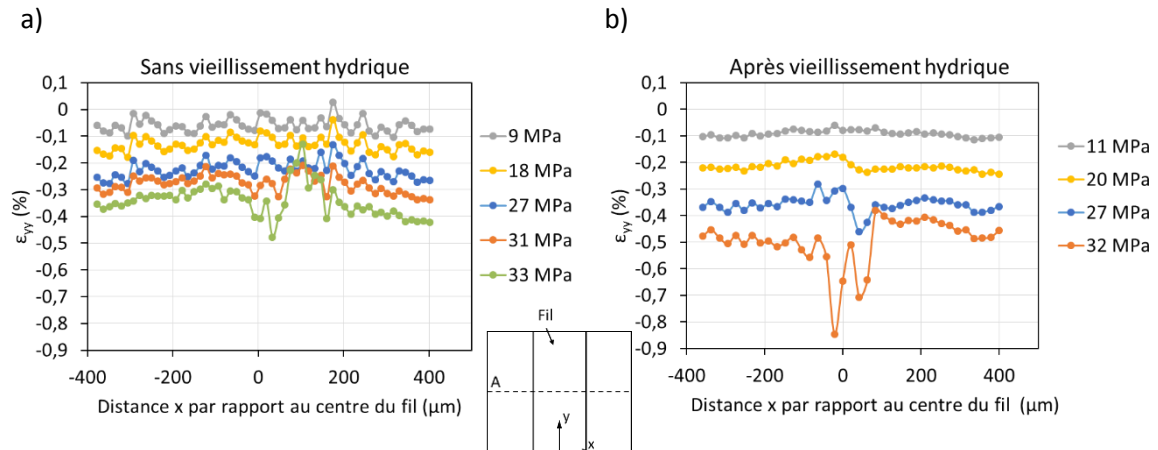 a)
Sans vieillissement hydrique
0,1
0
-0,1
-0,2
-0,3
-0,4
-0,5
-0,6
-0,7
-0,8
-0,9
εyy (%)
-400
-200
0
200
400
Distance x par rapport au centre du fil (µm)
9 MPa
18 MPa
27 MPa
31 MPa
33 MPa
Fil
A
y
x
b)
Après vieillissement hydrique
0,1
0
-0,1
-0,2
-0,3
-0,4
-0,5
-0,6
-0,7
-0,8
-0,9
εyy (%)
-400
-200
0
200
400
Distance x par rapport au centre du fil (µm)
11 MPa
20 MPa
27 MPa
32 MPa